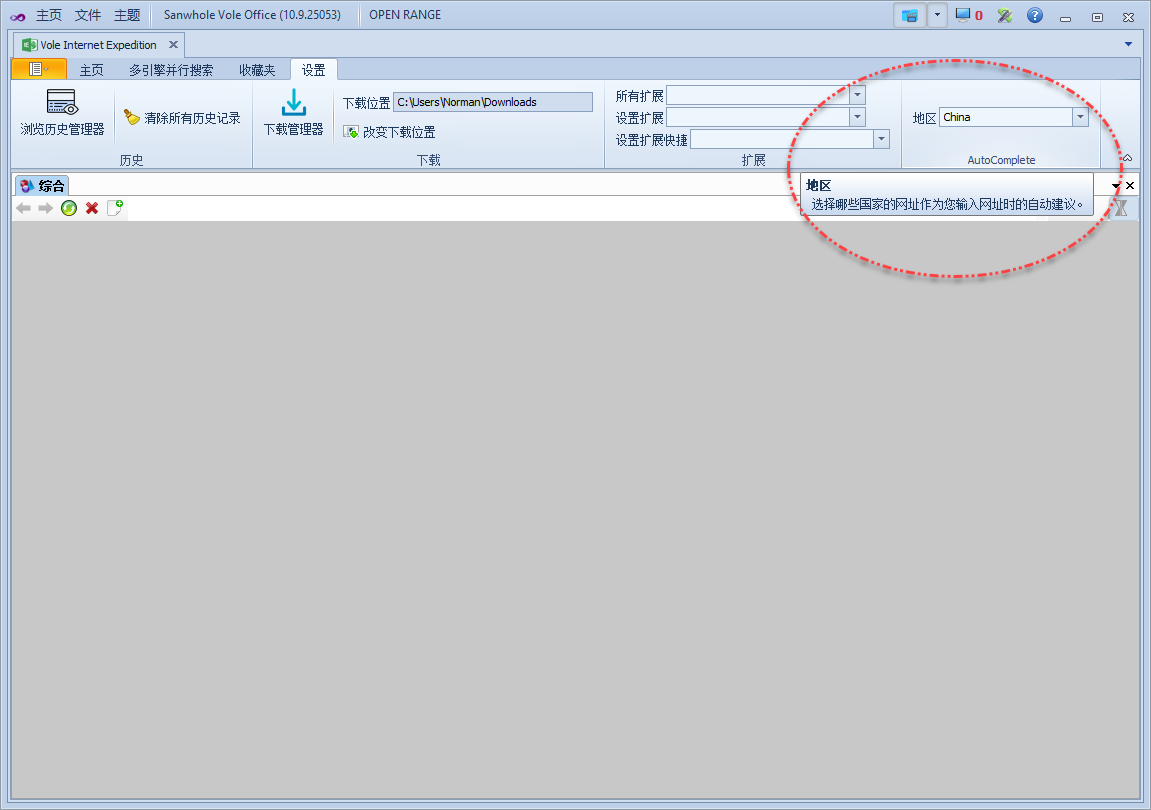 主页 文件 主题 Sanwhole Vole Office (10.9.25053) OPEN RANGE 0
Vole Internet Expedition
主页 多引擎并行搜索 收藏夹 设置
浏览历史管理器
清除所有历史记录
历史
下载管理器
下载位置 C:\Users\Norman\Downloads
改变下载位置
下载
所有扩展
设置扩展
设置扩展快捷
扩展
地区 China
AutoComplete
综合
地区
选择哪些国家的网址作为您输入网址时的自动建议。